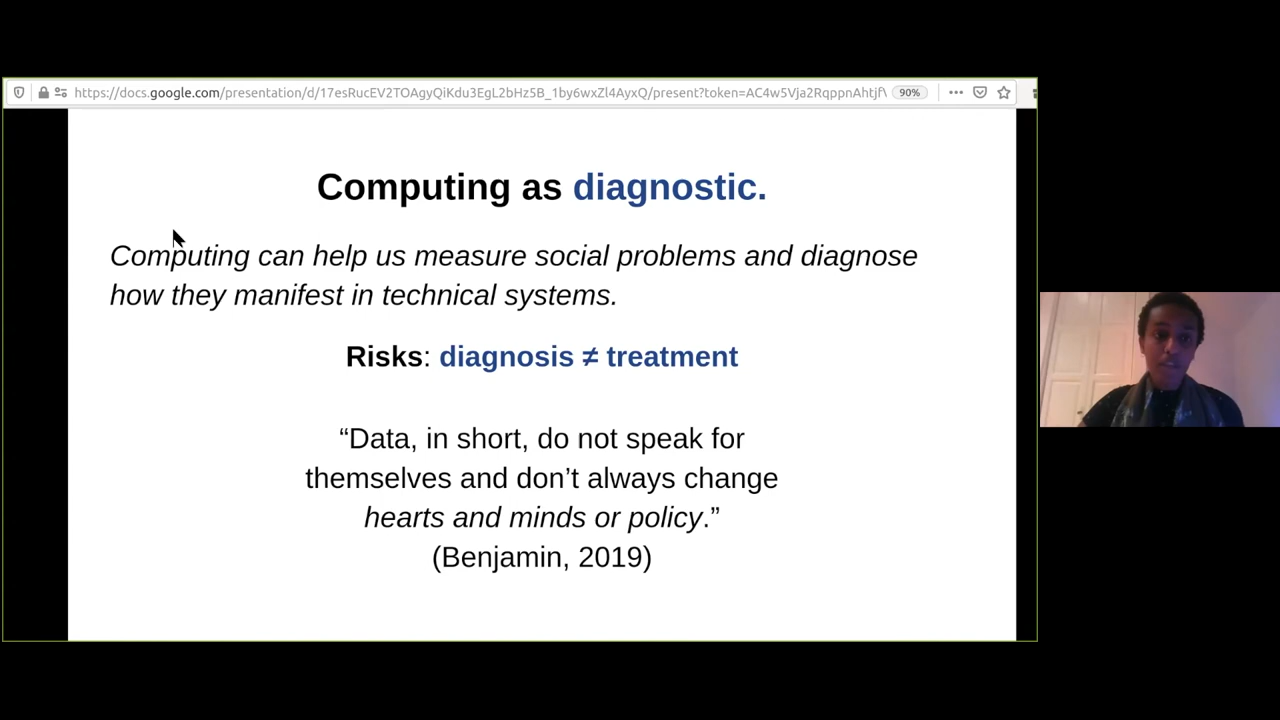 https://docs.google.com/presentation/d/17esRucEV2TOAgyQiKdu3EgL2bHz5B_1by6wxZl4AyxQ/present?token=AC4w5Vja2RqppnAhtjf 90%
Computing as diagnostic.
Computing can help us measure social problems and diagnose
how they manifest in technical systems.
Risks: diagnosis ≠ treatment
“Data, in short, do not speak for
themselves and don’t always change
hearts and minds or policy.”
(Benjamin, 2019)